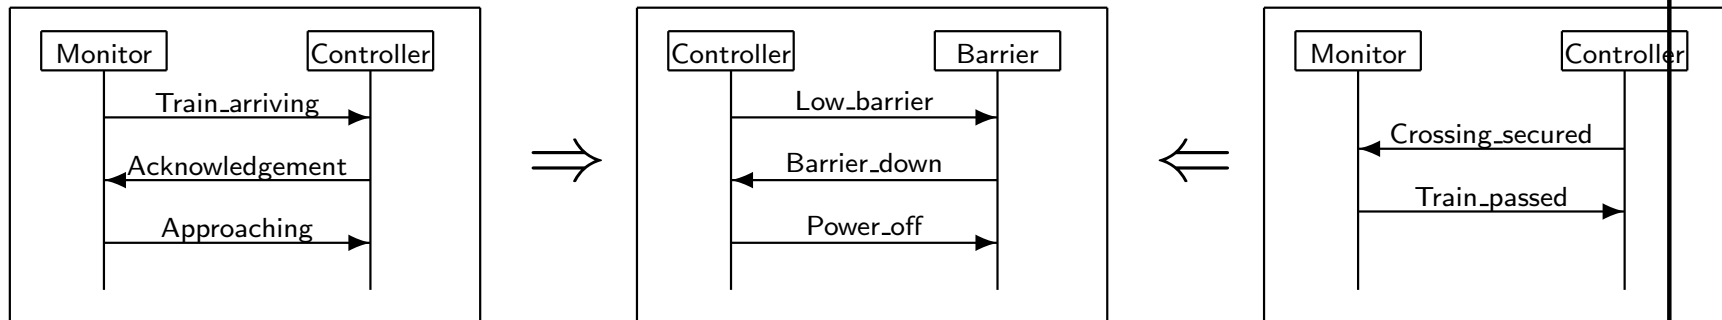 Monitor Controller
Train_arriving
Acknowledgement
Approaching
⇒
Controller Barrier
Low_barrier
Barrier_down
Power_off
⇐
Monitor Controller
Crossing_secured
Train_passed